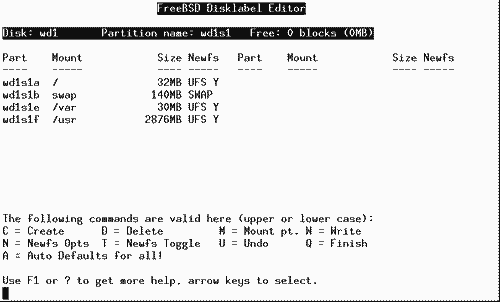 FreeBSD Disklabel Editor
Disk: wd1 Partition name: wd1s1 Free: 0 blocks (0MB)
Part Mount Size Newfs Part Mount Size Newfs
---- ----- ---- ----- ---- ----- ---- -----
wd1s1a / 32MB UFS Y
wd1s1b swap 140MB SWAP
wd1s1e /var 30MB UFS Y
wd1s1f /usr 2876MB UFS Y
The following commands are valid here (upper or lower case):
C = Create D = Delete M = Mount pt. W = Write
N = Newfs Opts T = Newfs Toggle U = Undo Q = Finish
A = Auto Defaults for all!
Use F1 or ? to get more help, arrow keys to select.